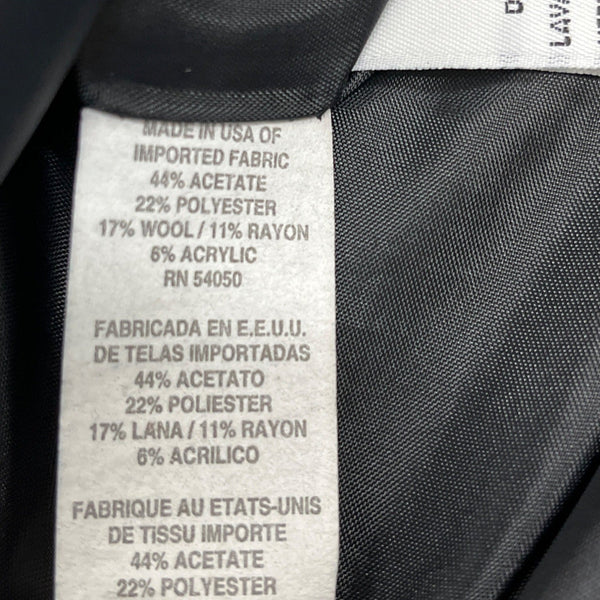 MADE IN USA OF
IMPORTED FABRIC
44% ACETATE
22% POLYESTER
17% WOOL / 11% RAYON
6% ACRYLIC
RN 54050
FABRICADA EN E.E.U.U.
DE TELAS IMPORTADAS
44% ACETATO
22% POLIESTER
17% LANA / 11% RAYON
6% ACRILICO
FABRIQUE AU ETATS-UNIS
DE TISSU IMPORTE
44% ACETATE
22% POLYESTER